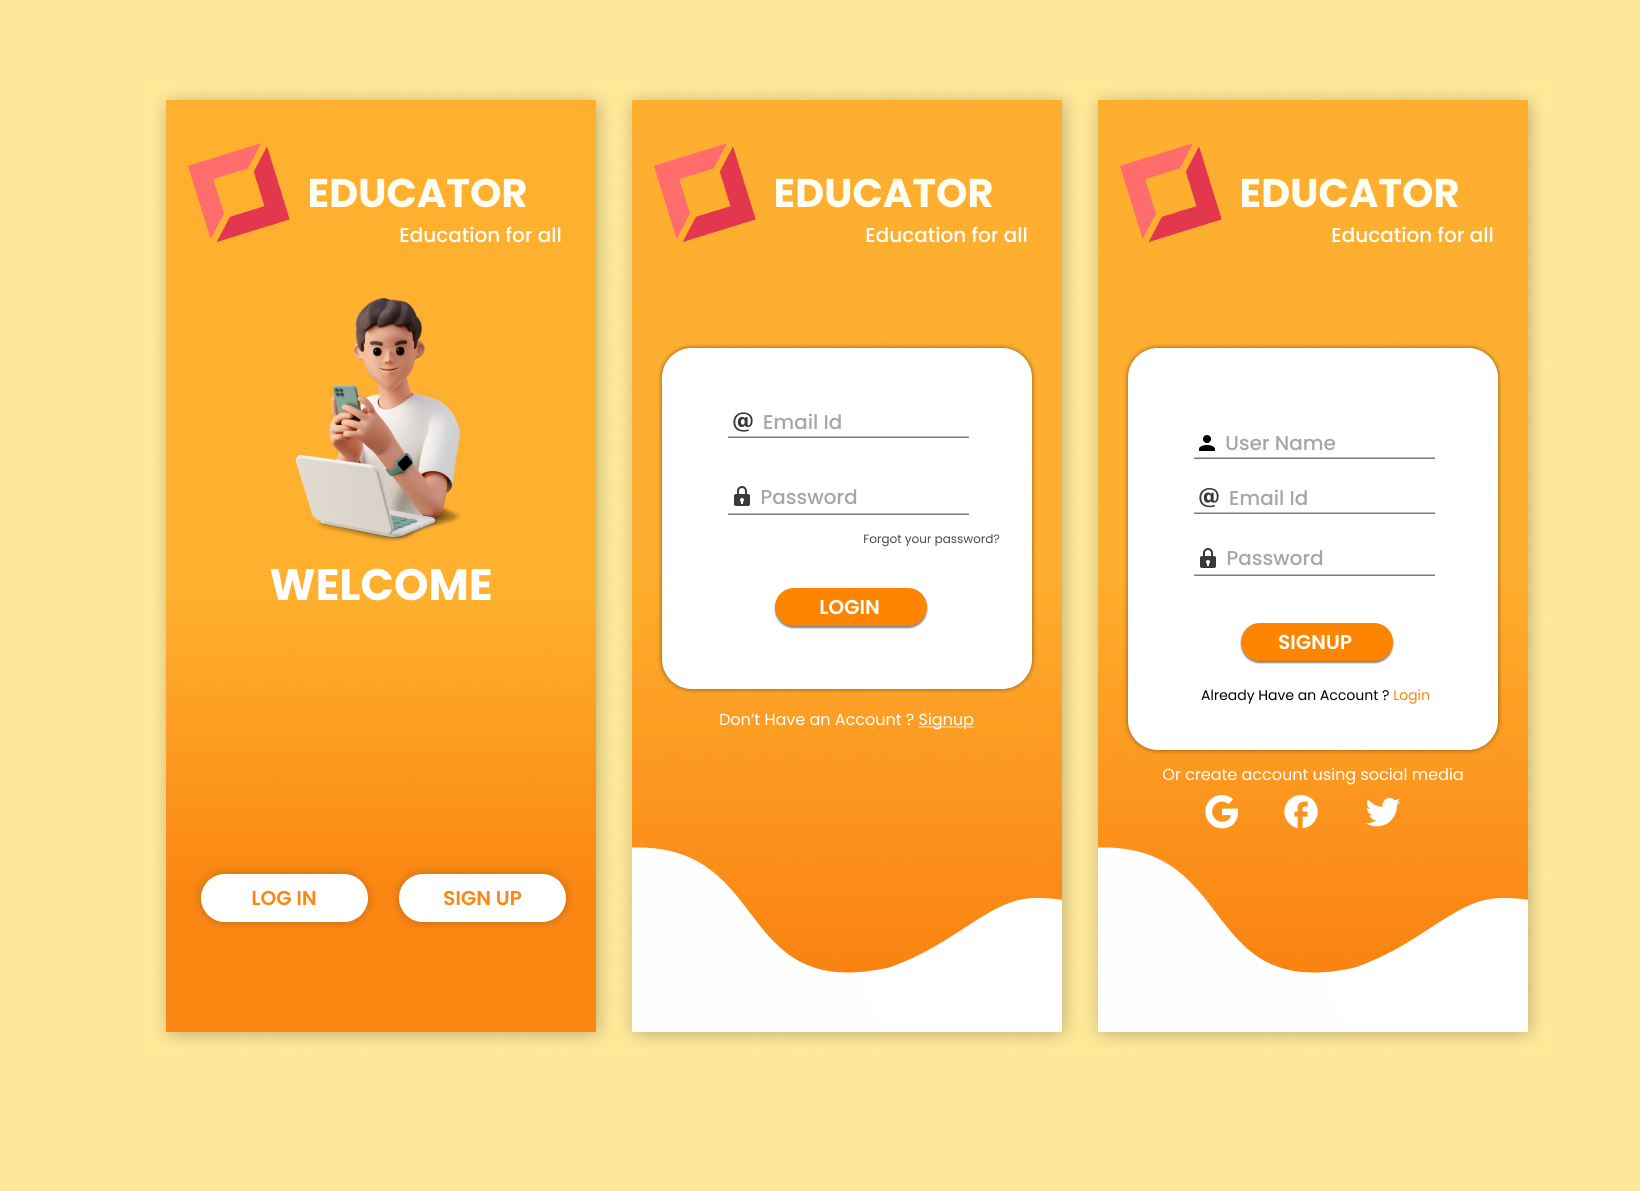 EDUCATOR
Education for all
WELCOME
LOG IN
SIGN UP
EDUCATOR
Education for all
@ Email Id
Password
Forgot your password?
LOGIN
Don't Have an Account ? Signup
EDUCATOR
Education for all
User Name
@ Email Id
Password
SIGNUP
Already Have an Account ? Login
Or create account using social media